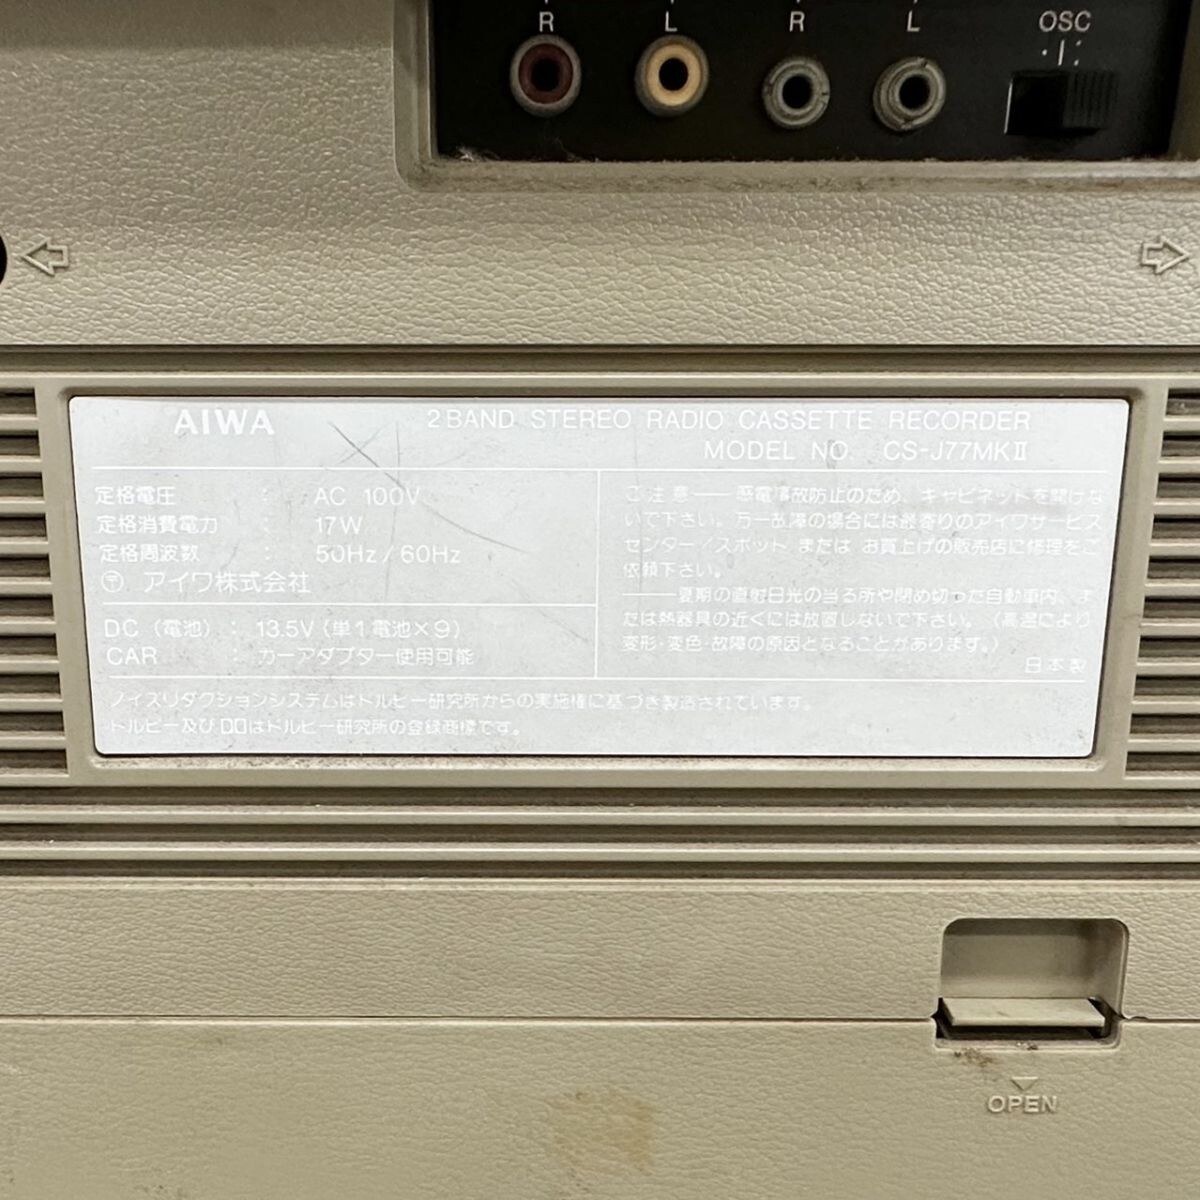 R L R L OSC
AIWA 2 BAND STEREO RADIO CASSETTE RECORDER
MODEL NO. CS-J77MKⅡ
定格電圧 : AC 100V
定格消費電力 : 17W
定格周波数 : 50Hz/60Hz
〒 アイワ株式会社
DC (電池) : 13.5V (単1電池×9)
CAR : カーアダプター使用可能
ご注意——感電事故防止のため、キャビネットを開けな
いで下さい。万一故障の場合には最寄りのアイワサービス
センター/スポット または お買上げの販売店に修理をご
依頼下さい。
——夏期の直射日光の当る所や閉め切った自動車内、ま
たは熱器具の近くには放置しないで下さい。(高温により
変形・変色・故障の原因となることがあります。)
日本製
ノイズリダクションシステムはドルビー研究所からの実施権に基づき製造されています。
ドルビー及びDDはドルビー研究所の登録商標です。
OPEN